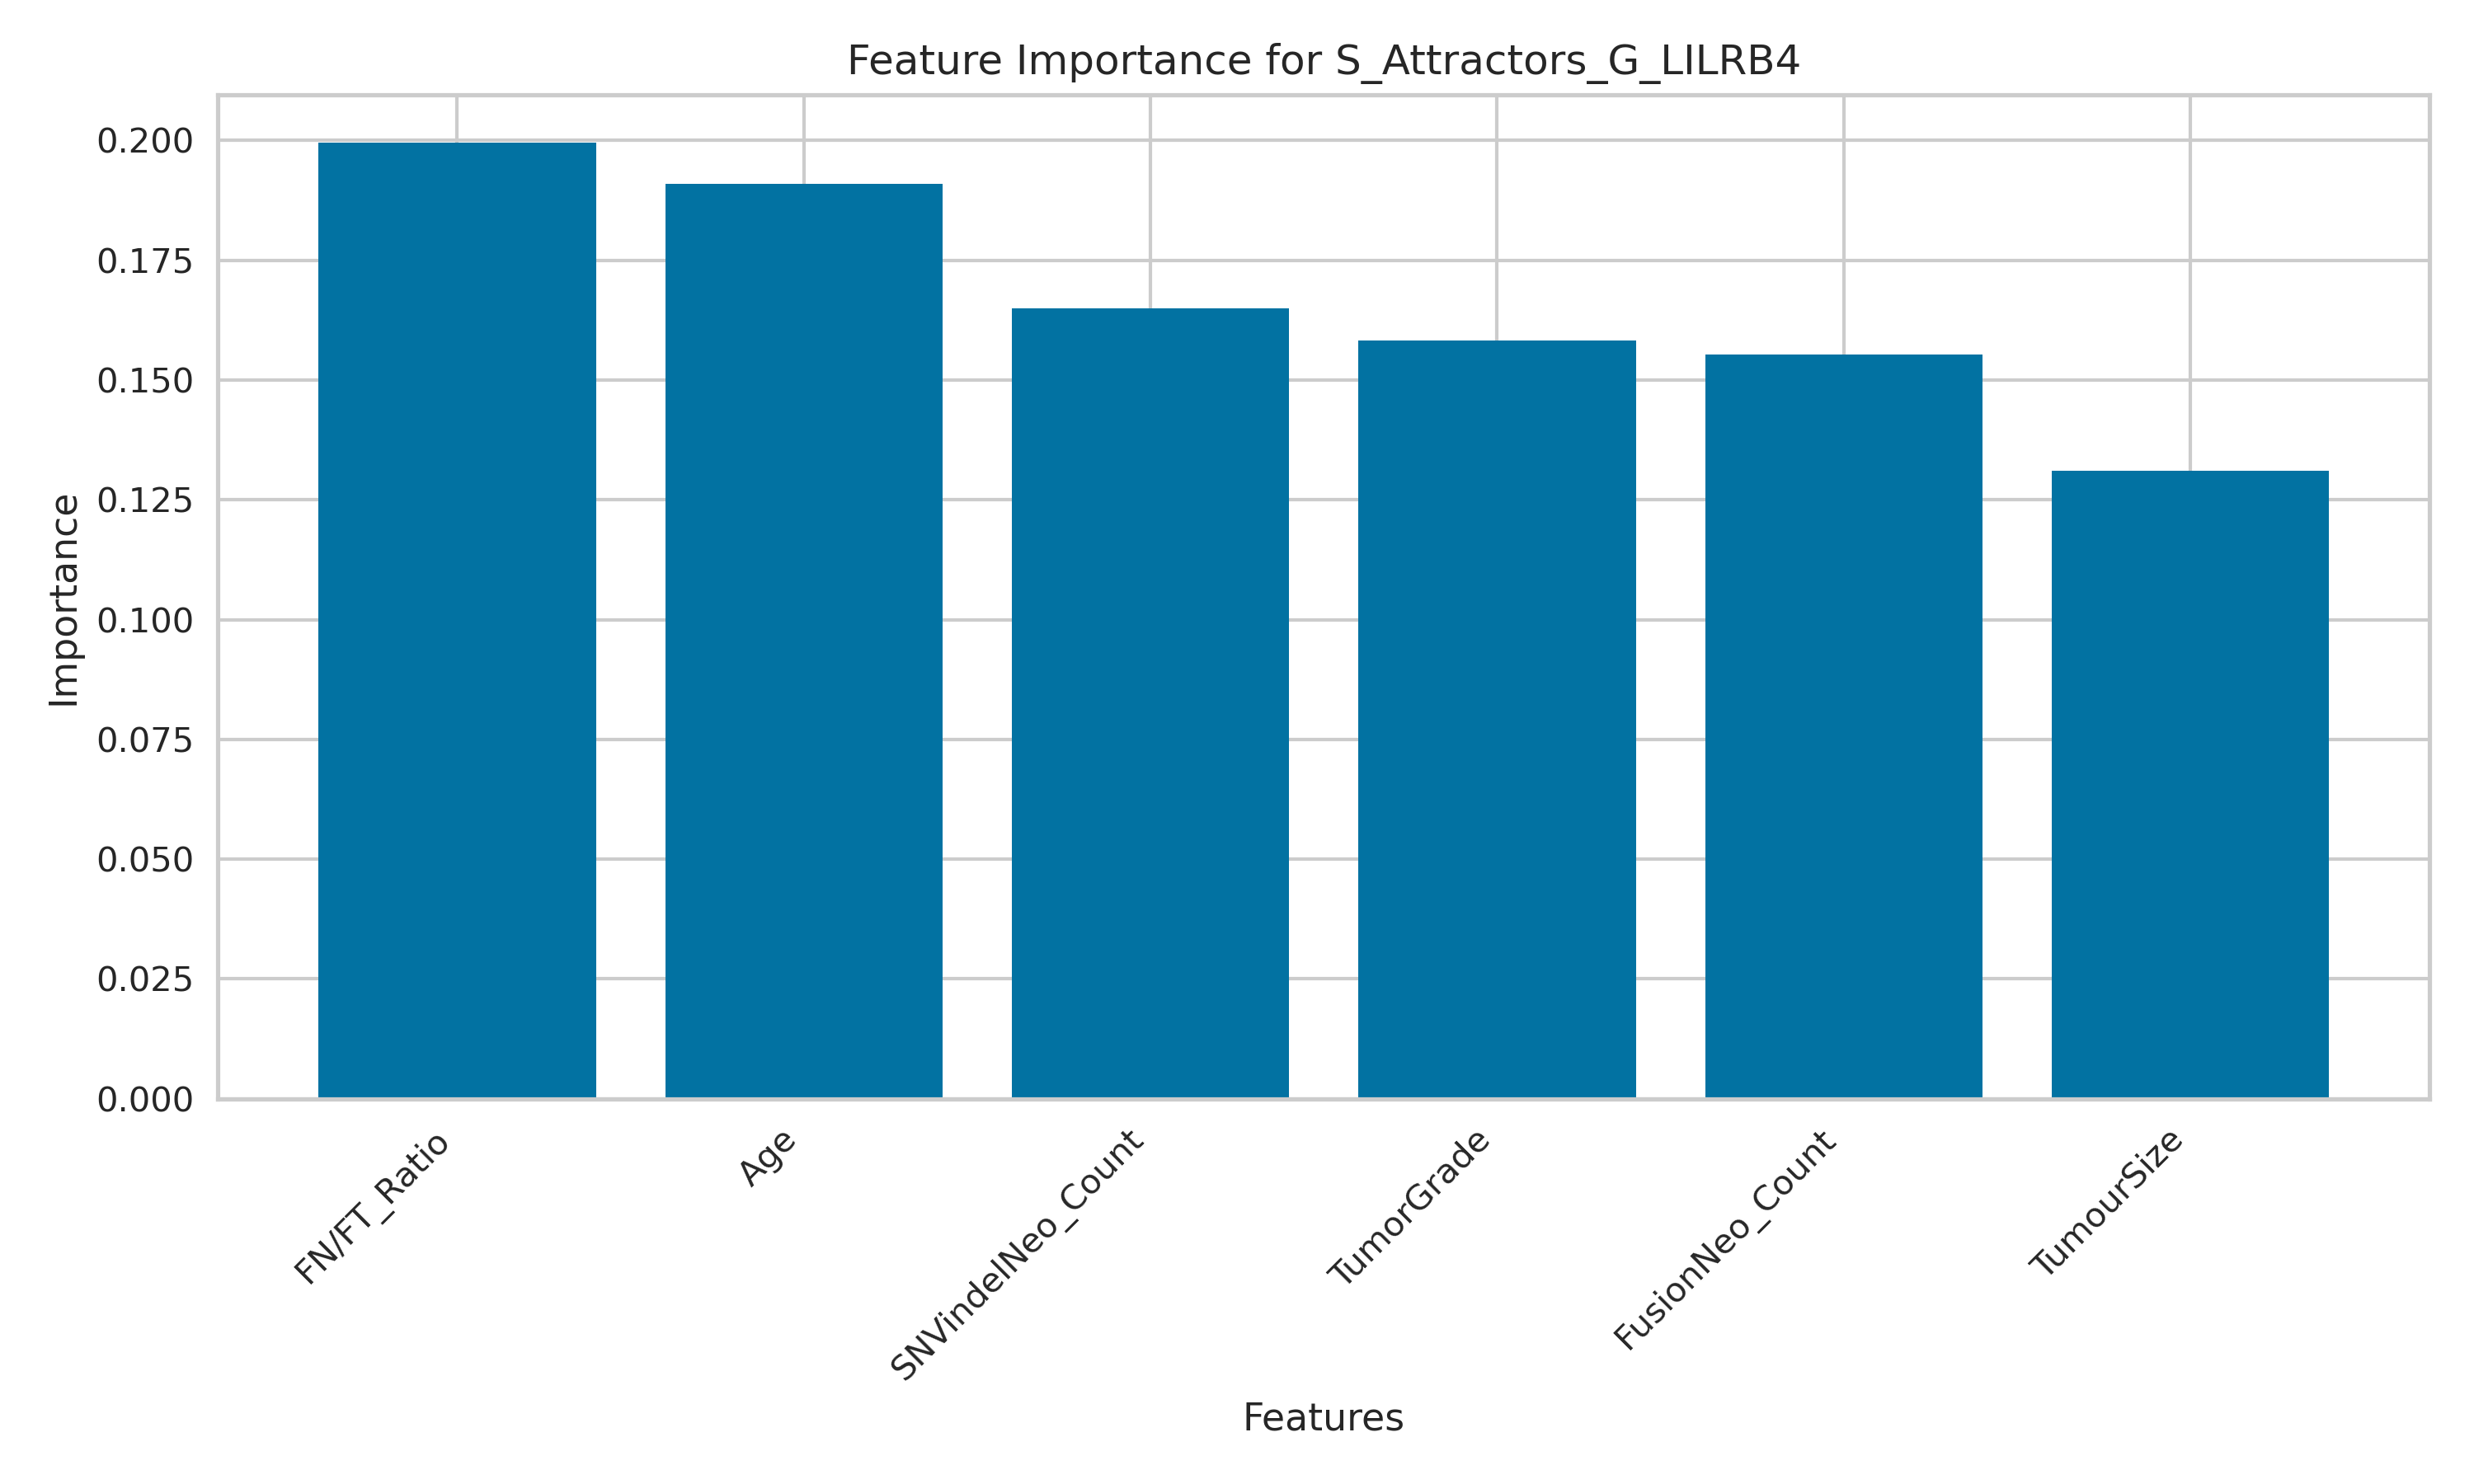 Feature Importance for S_Attractors_G_LILRB4
0.200
0.175
0.150
0.125
0.100
0.075
0.050
0.025
0.000
Importance
FN/FT_Ratio
Age
SNVindelNeo_Count
TumorGrade
FusionNeo_Count
TumourSize
Features